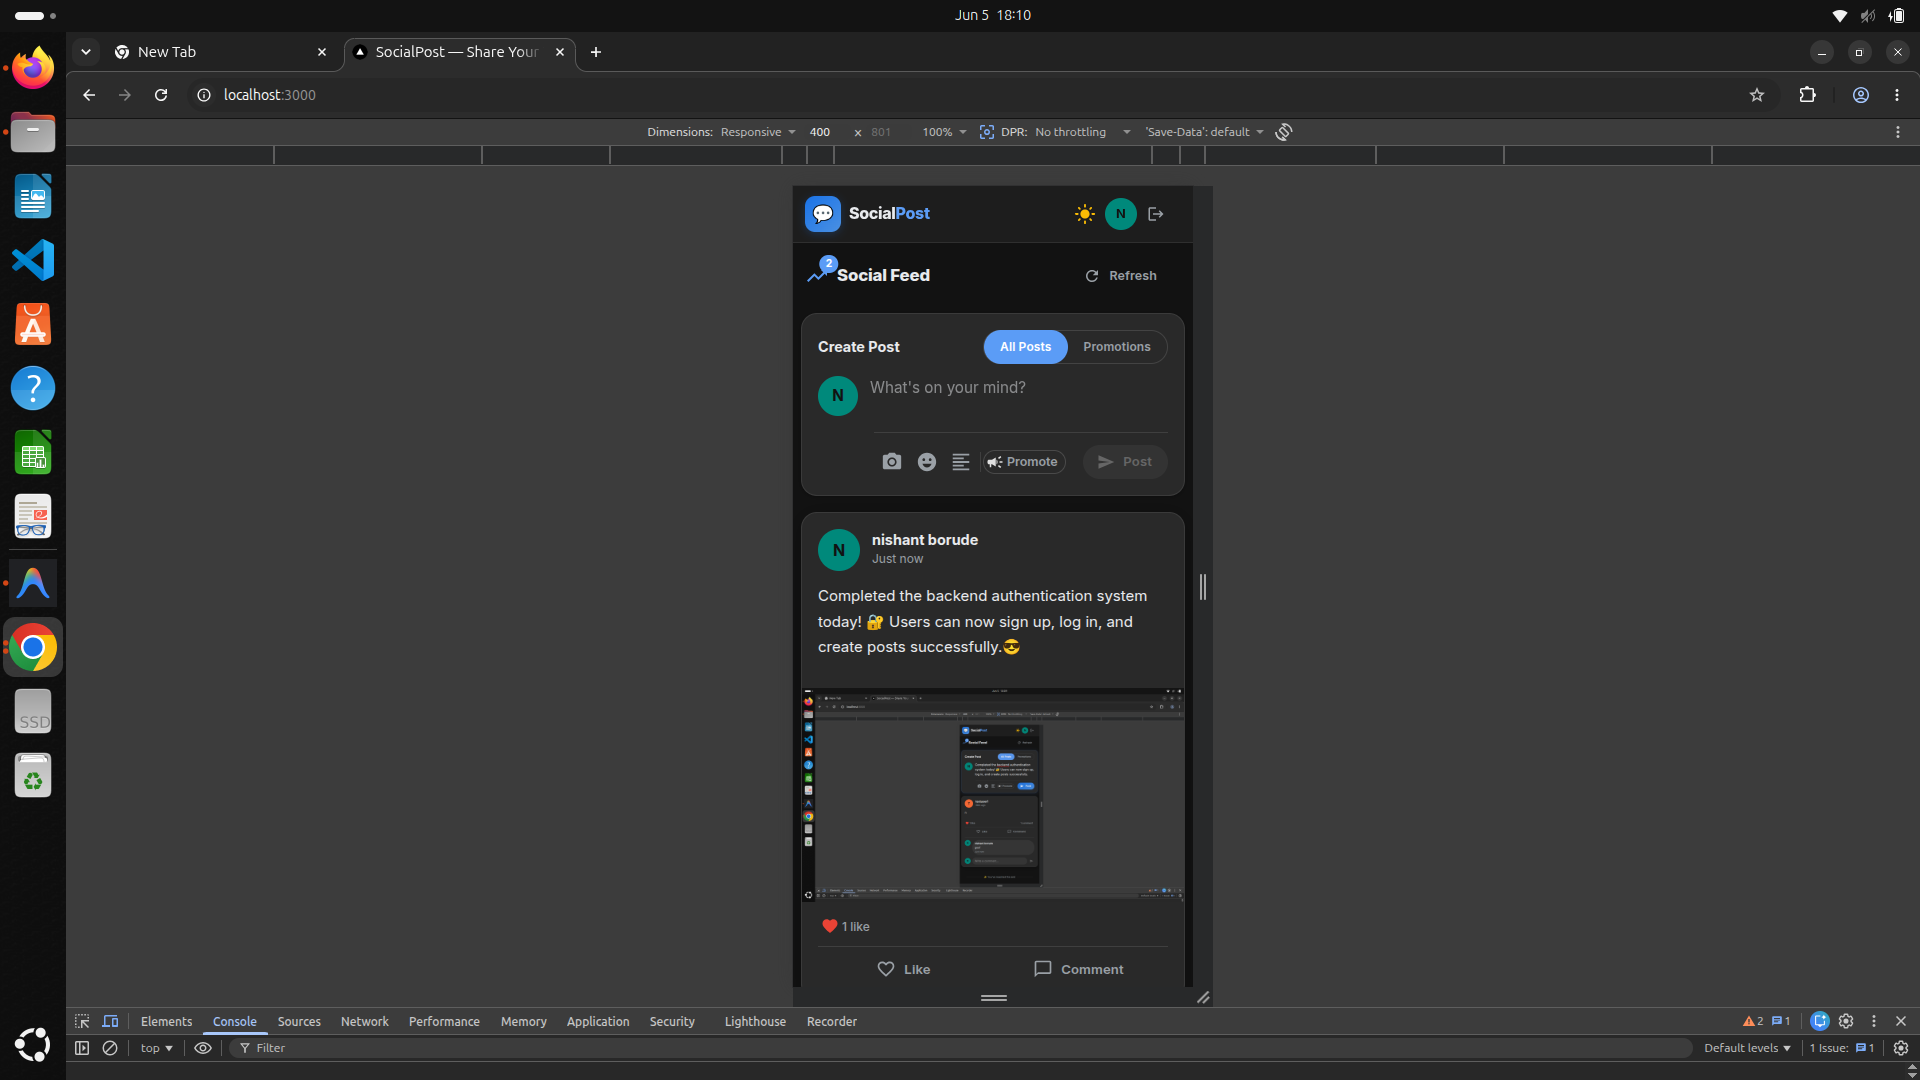 Jun 5 18:10
New Tab
SocialPost — Share Your
localhost:3000
Dimensions: Responsive 400 × 801 100% DPR: No throttling 'Save-Data': default
SocialPost
N
2
Social Feed
Refresh
Create Post
All Posts
Promotions
N
What's on your mind?
Promote
Post
N
nishant borude
Just now
Completed the backend authentication system
today! 🔐 Users can now sign up, log in, and
create posts successfully.😎
1 like
Like
Comment
SSD
Elements Console Sources Network Performance Memory Application Security Lighthouse Recorder
2 1
top
Filter
Default levels
1 Issue: 1